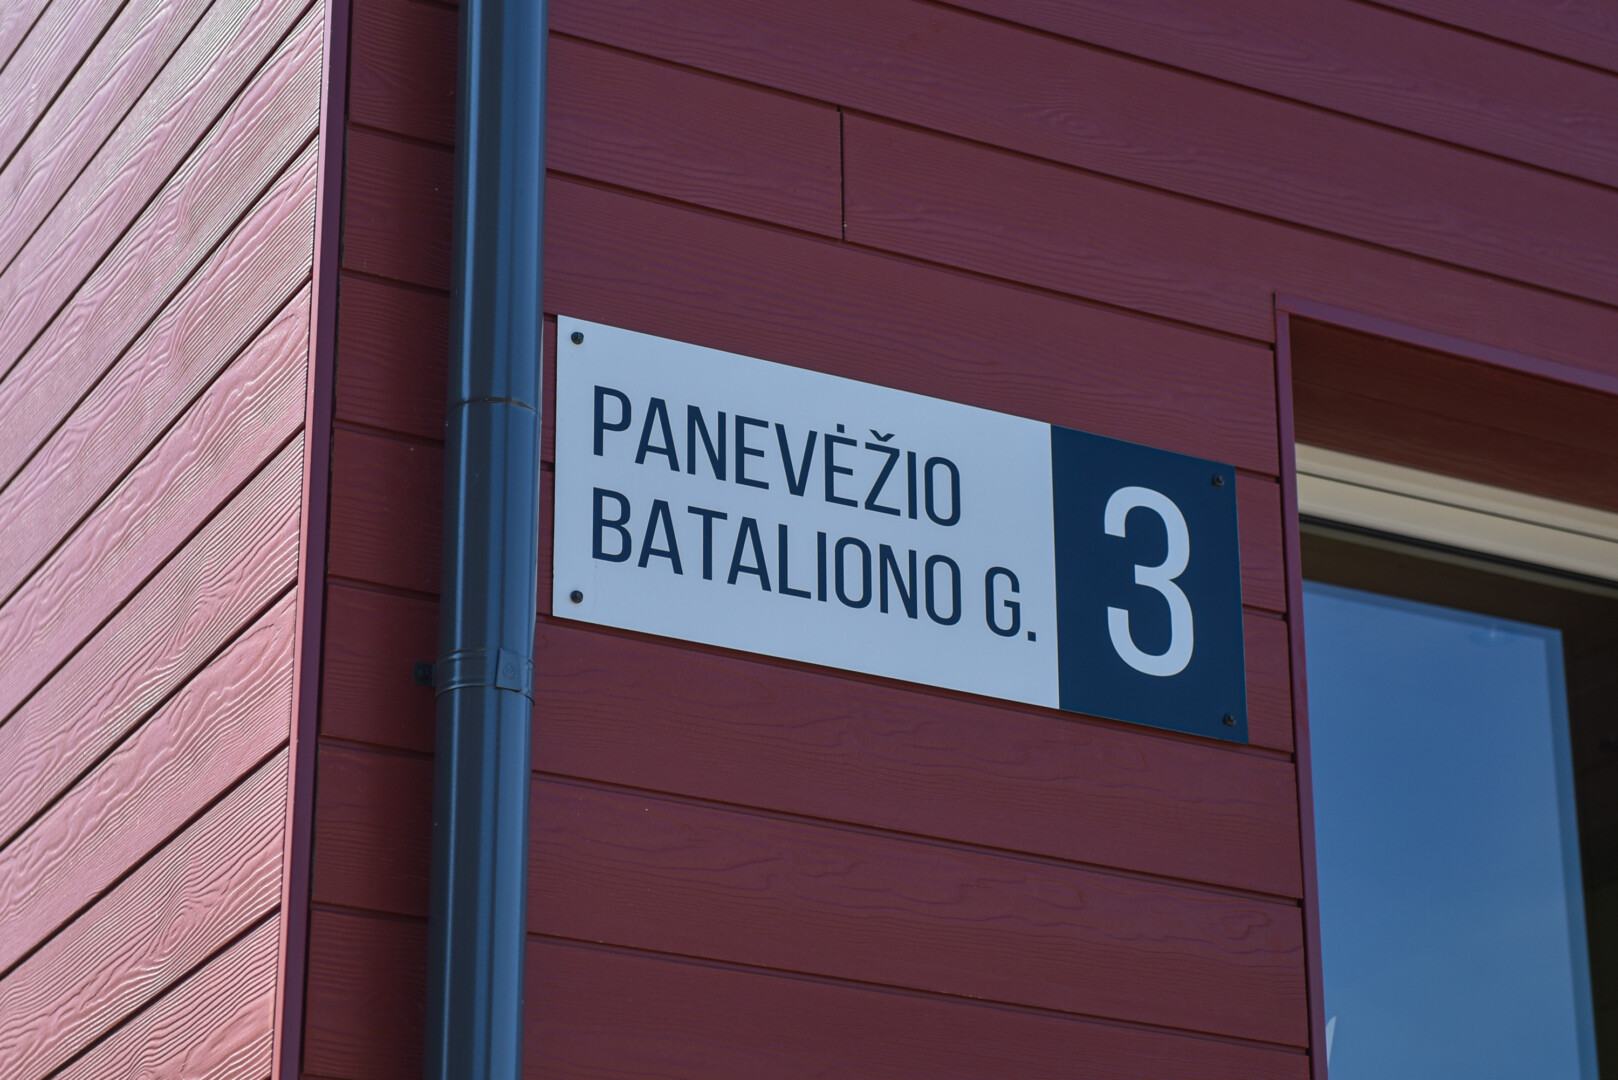 PANEVĖŽIO
BATALIONO G.
3